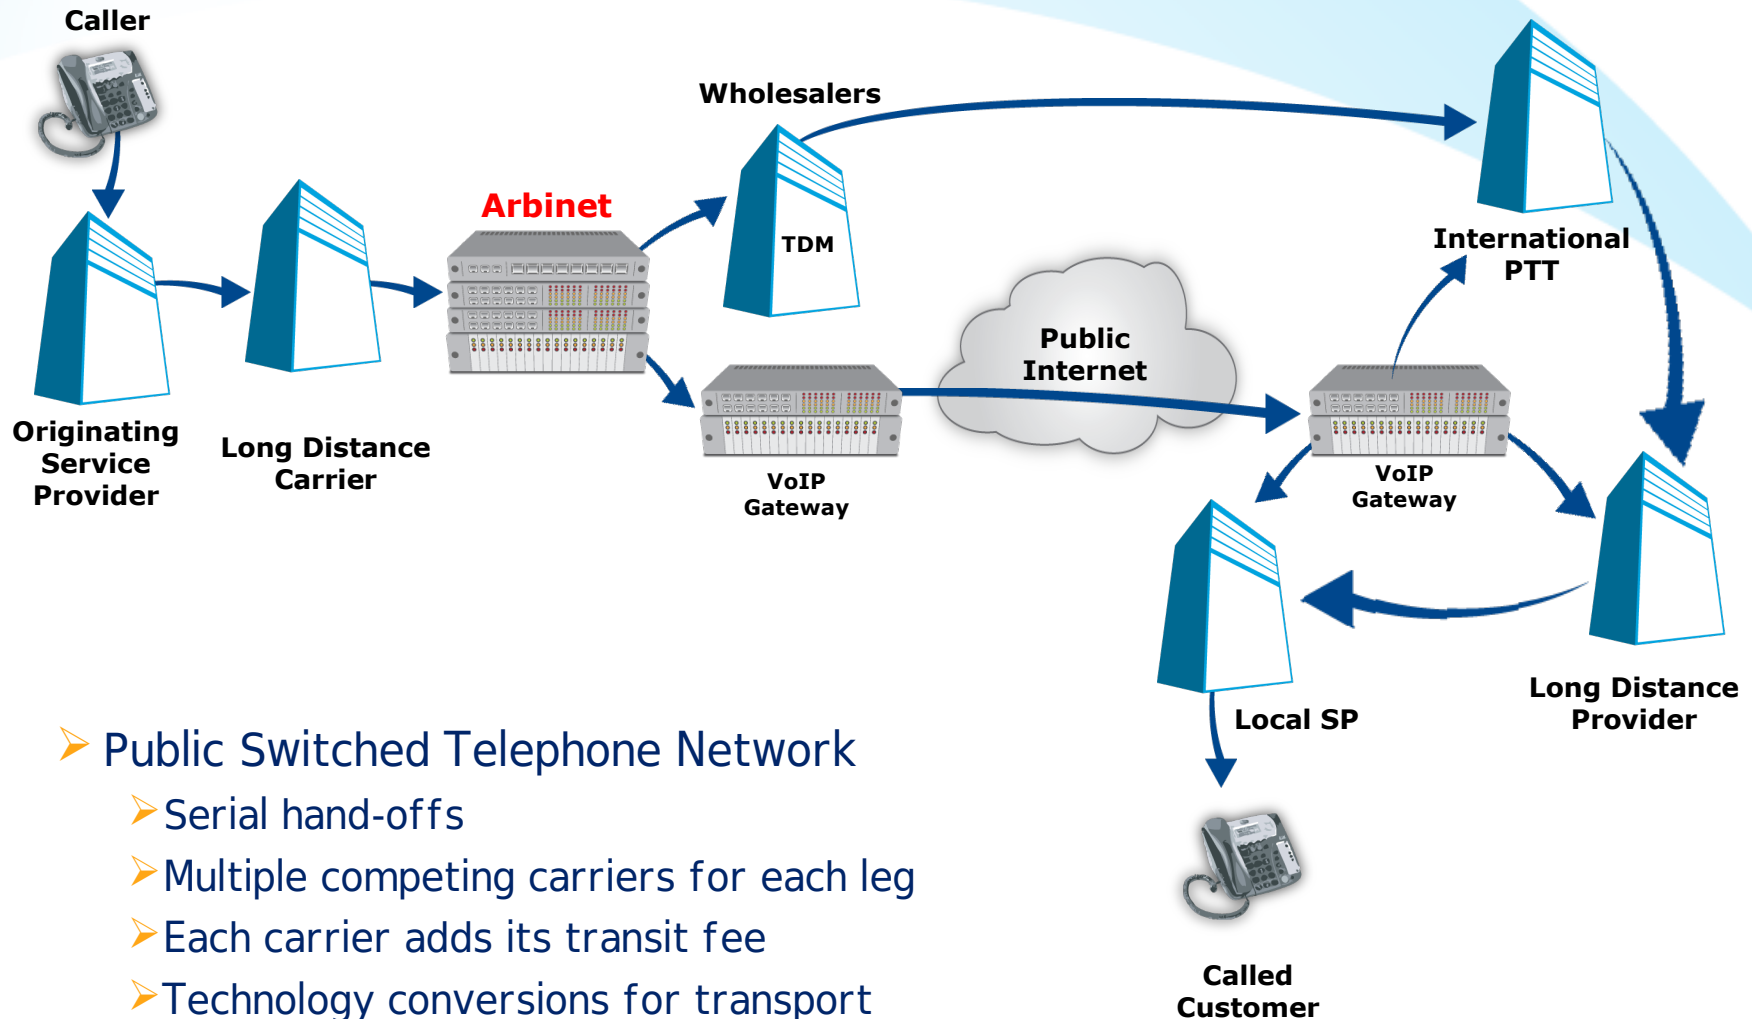 Caller
Wholesalers
Arbinet
TDM
International
PTT
Public
Internet
Originating
Service
Provider
Long Distance
Carrier
VoIP
Gateway
VoIP
Gateway
Long Distance
Provider
Local SP
Public Switched Telephone Network
Serial hand-offs
Multiple competing carriers for each leg
Each carrier adds its transit fee
Technology conversions for transport
Called
Customer